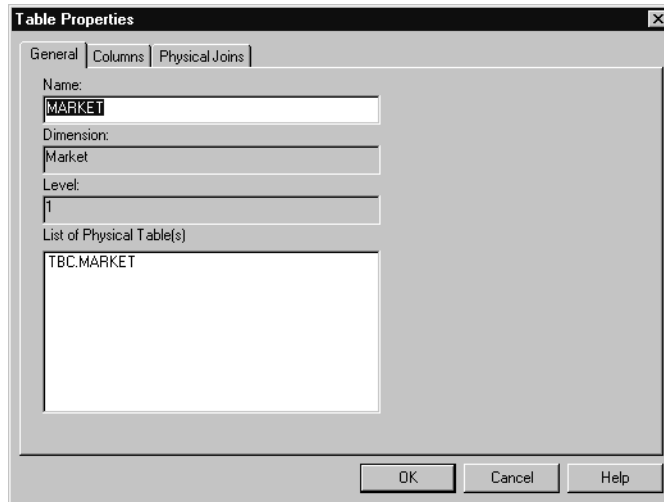 Table Properties
General Columns Physical Joins
Name:
MARKET
Dimension:
Market
Level:
1
List of Physical Table(s)
TBC.MARKET
OK Cancel Help